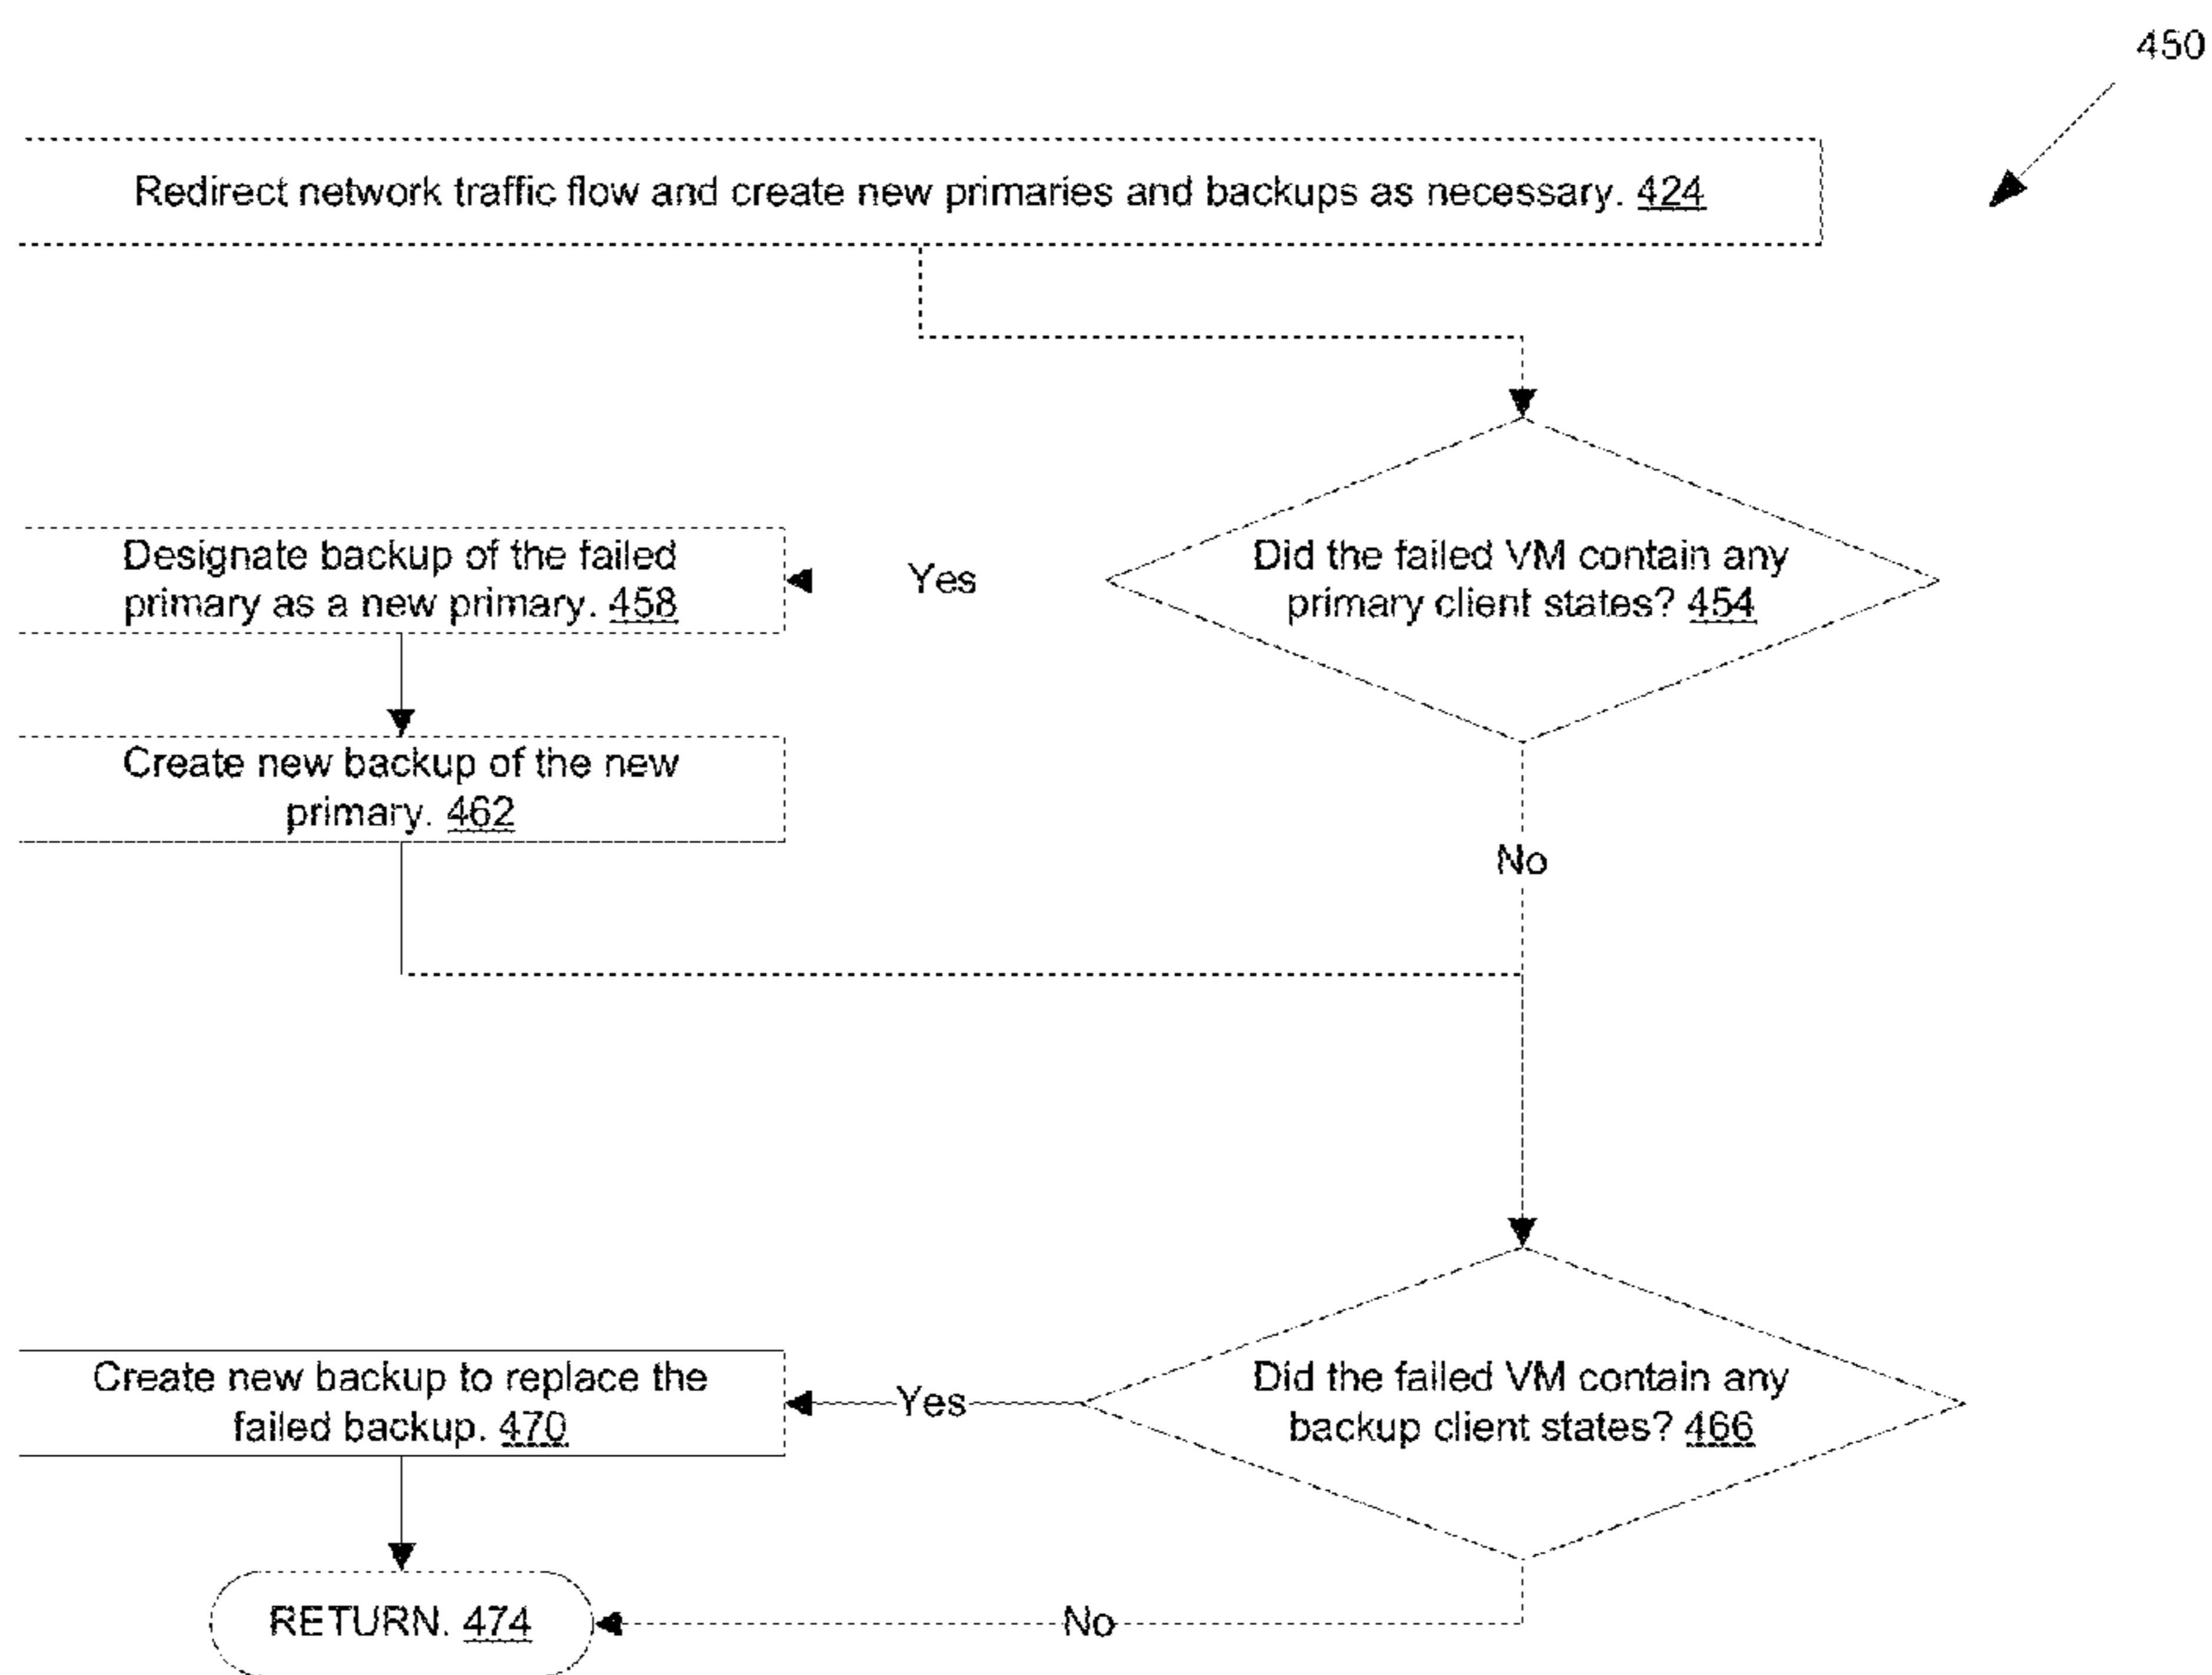 450
Redirect network traffic flow and create new primaries and backups as necessary. 424
Did the failed VM contain any
primary client states? 454
Yes
Designate backup of the failed
primary as a new primary. 458
Create new backup of the new
primary. 462
No
Did the failed VM contain any
backup client states? 466
Yes
Create new backup to replace the
failed backup. 470
No
RETURN. 474